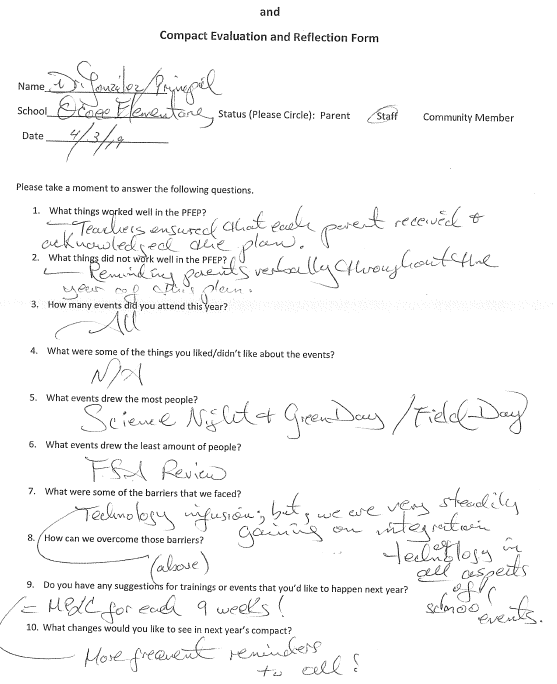 and
Compact Evaluation and Reflection Form
Name Dr. Gonzalez/Principal
School Elementary Status (Please Circle): Parent Staff Community Member
Date 4/3/19
Please take a moment to answer the following questions.
1. What things worked well in the PFEP?
Teachers ensured that each parent received &
acknowledged the plan.
2. What things did not work well in the PFEP?
Reminding parents verbally throughout the
year of this plan.
3. How many events did you attend this year?
All
4. What were some of the things you liked/didn't like about the events?
N/A
5. What events drew the most people?
Science Night & Green Day / Field Day
6. What events drew the least amount of people?
FSA Review
7. What were some of the barriers that we faced?
Technology infusion; but, we are very steadily
gaining on integration
of
8. How can we overcome those barriers?
technology in
(above)
all aspects
of
9. Do you have any suggestions for trainings or events that you'd like to happen next year?
school events.
= for each 9 weeks!
10. What changes would you like to see in next year's compact?
More frequent reminders
to all!